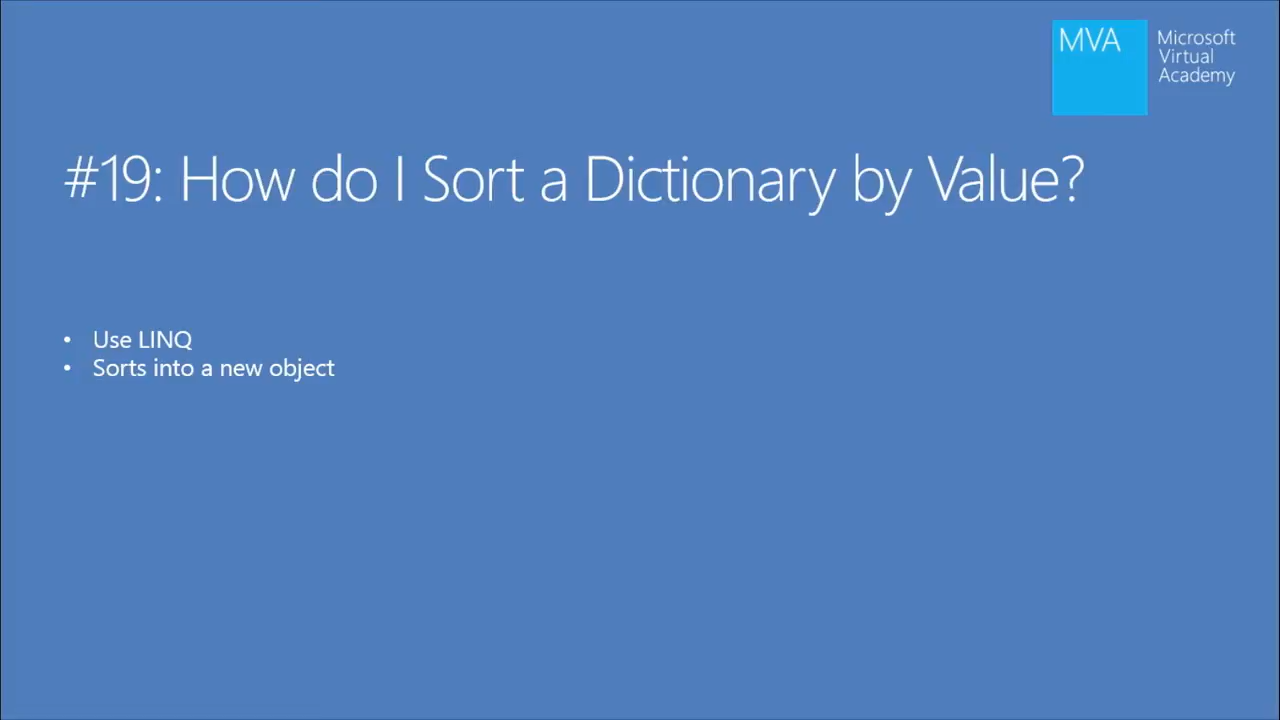 MVA
Microsoft
Virtual
Academy
#19: How do I Sort a Dictionary by Value?
• Use LINQ
• Sorts into a new object